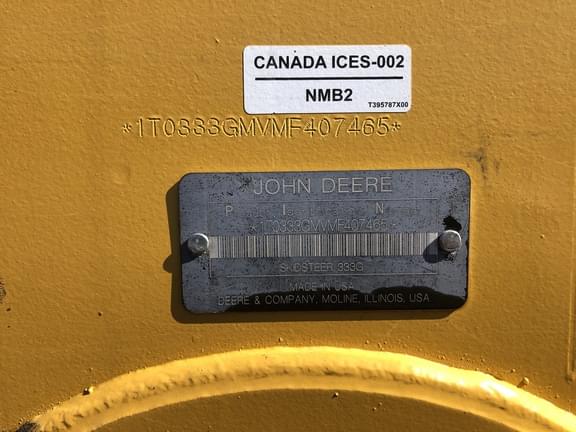 CANADA ICES-002
NMB2
T395787X00
*1T0333GMVMF407465*
JOHN DEERE
P I N
*1T0333GMVMF407465*
SKIDSTEER 333G
MADE IN USA
DEERE & COMPANY, MOLINE, ILLINOIS, USA